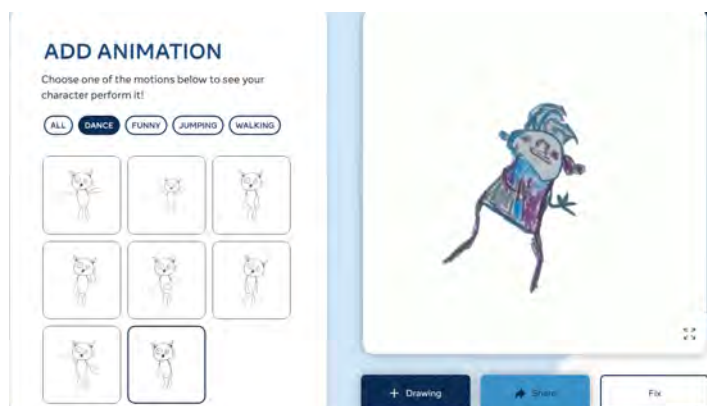 ADD ANIMATION
Choose one of the motions below to see your
character perform it!
ALL DANCE FUNNY JUMPING WALKING
+ Drawing Share Fix